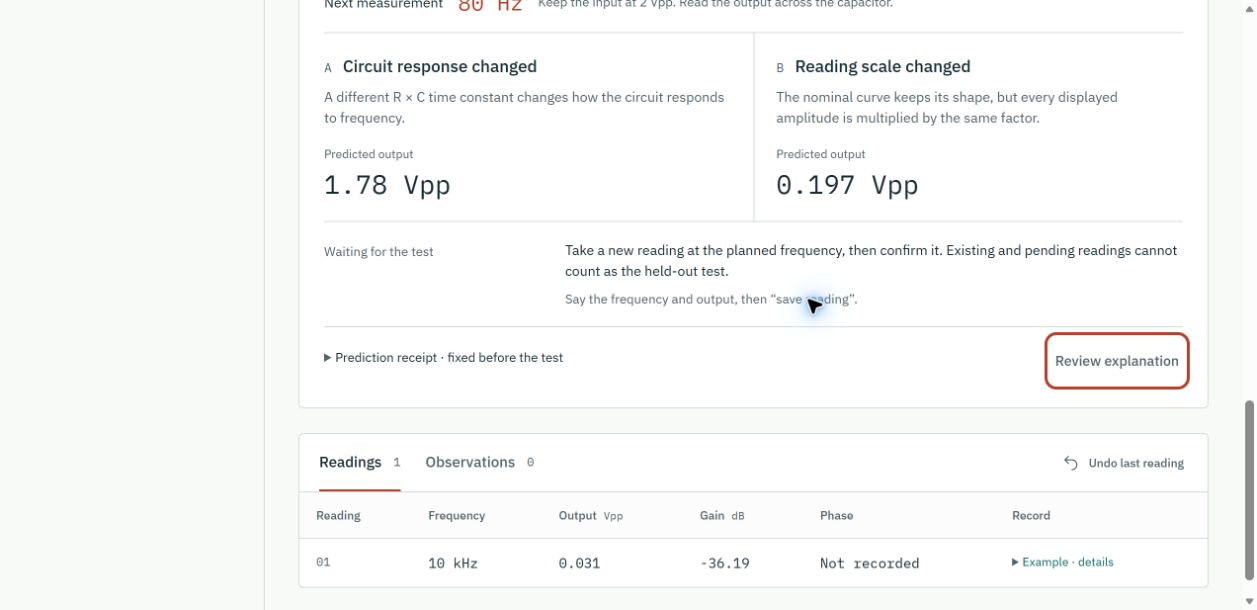 Next measurement 80 Hz Keep the input at 2 Vpp. Read the output across the capacitor.
A Circuit response changed
A different R × C time constant changes how the circuit responds
to frequency.
Predicted output
1.78 Vpp
B Reading scale changed
The nominal curve keeps its shape, but every displayed
amplitude is multiplied by the same factor.
Predicted output
0.197 Vpp
Waiting for the test
Take a new reading at the planned frequency, then confirm it. Existing and pending readings cannot
count as the held-out test.
Say the frequency and output, then “save reading”.
Prediction receipt · fixed before the test
Review explanation
Readings 1 Observations 0 Undo last reading
Reading Frequency Output Vpp Gain dB Phase Record
01 10 kHz 0.031 -36.19 Not recorded Example · details